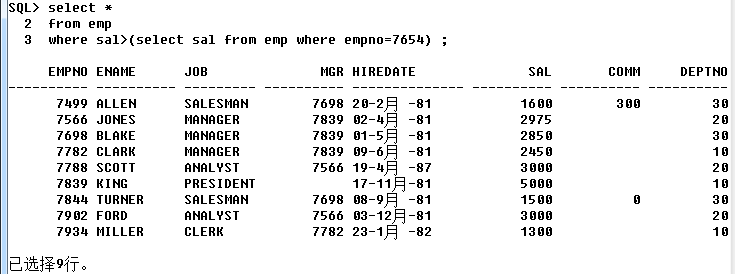 SQL> select *
  2  from emp
  3  where sal>(select sal from emp where empno=7654) ;
     EMPNO ENAME      JOB              MGR HIREDATE              SAL       COMM     DEPTNO
---------- ---------- --------- ---------- -------------- ---------- ---------- ----------
      7499 ALLEN      SALESMAN        7698 20-2月 -81           1600        300         30
      7566 JONES      MANAGER         7839 02-4月 -81           2975                    20
      7698 BLAKE      MANAGER         7839 01-5月 -81           2850                    30
      7782 CLARK      MANAGER         7839 09-6月 -81           2450                    10
      7788 SCOTT      ANALYST         7566 19-4月 -87           3000                    20
      7839 KING       PRESIDENT            17-11月-81           5000                    10
      7844 TURNER     SALESMAN        7698 08-9月 -81           1500          0         30
      7902 FORD       ANALYST         7566 03-12月-81           3000                    20
      7934 MILLER     CLERK           7782 23-1月 -82           1300                    10
已选择9行。